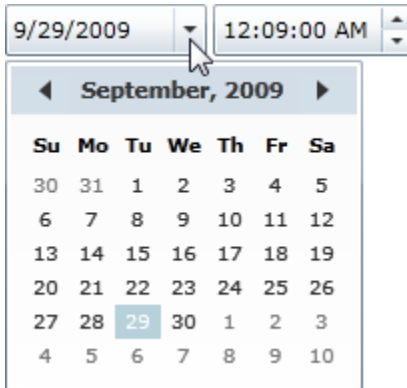 9/29/2009 12:09:00 AM
September, 2009
Su Mo Tu We Th Fr Sa
30 31 1 2 3 4 5
6 7 8 9 10 11 12
13 14 15 16 17 18 19
20 21 22 23 24 25 26
27 28 29 30 1 2 3
4 5 6 7 8 9 10